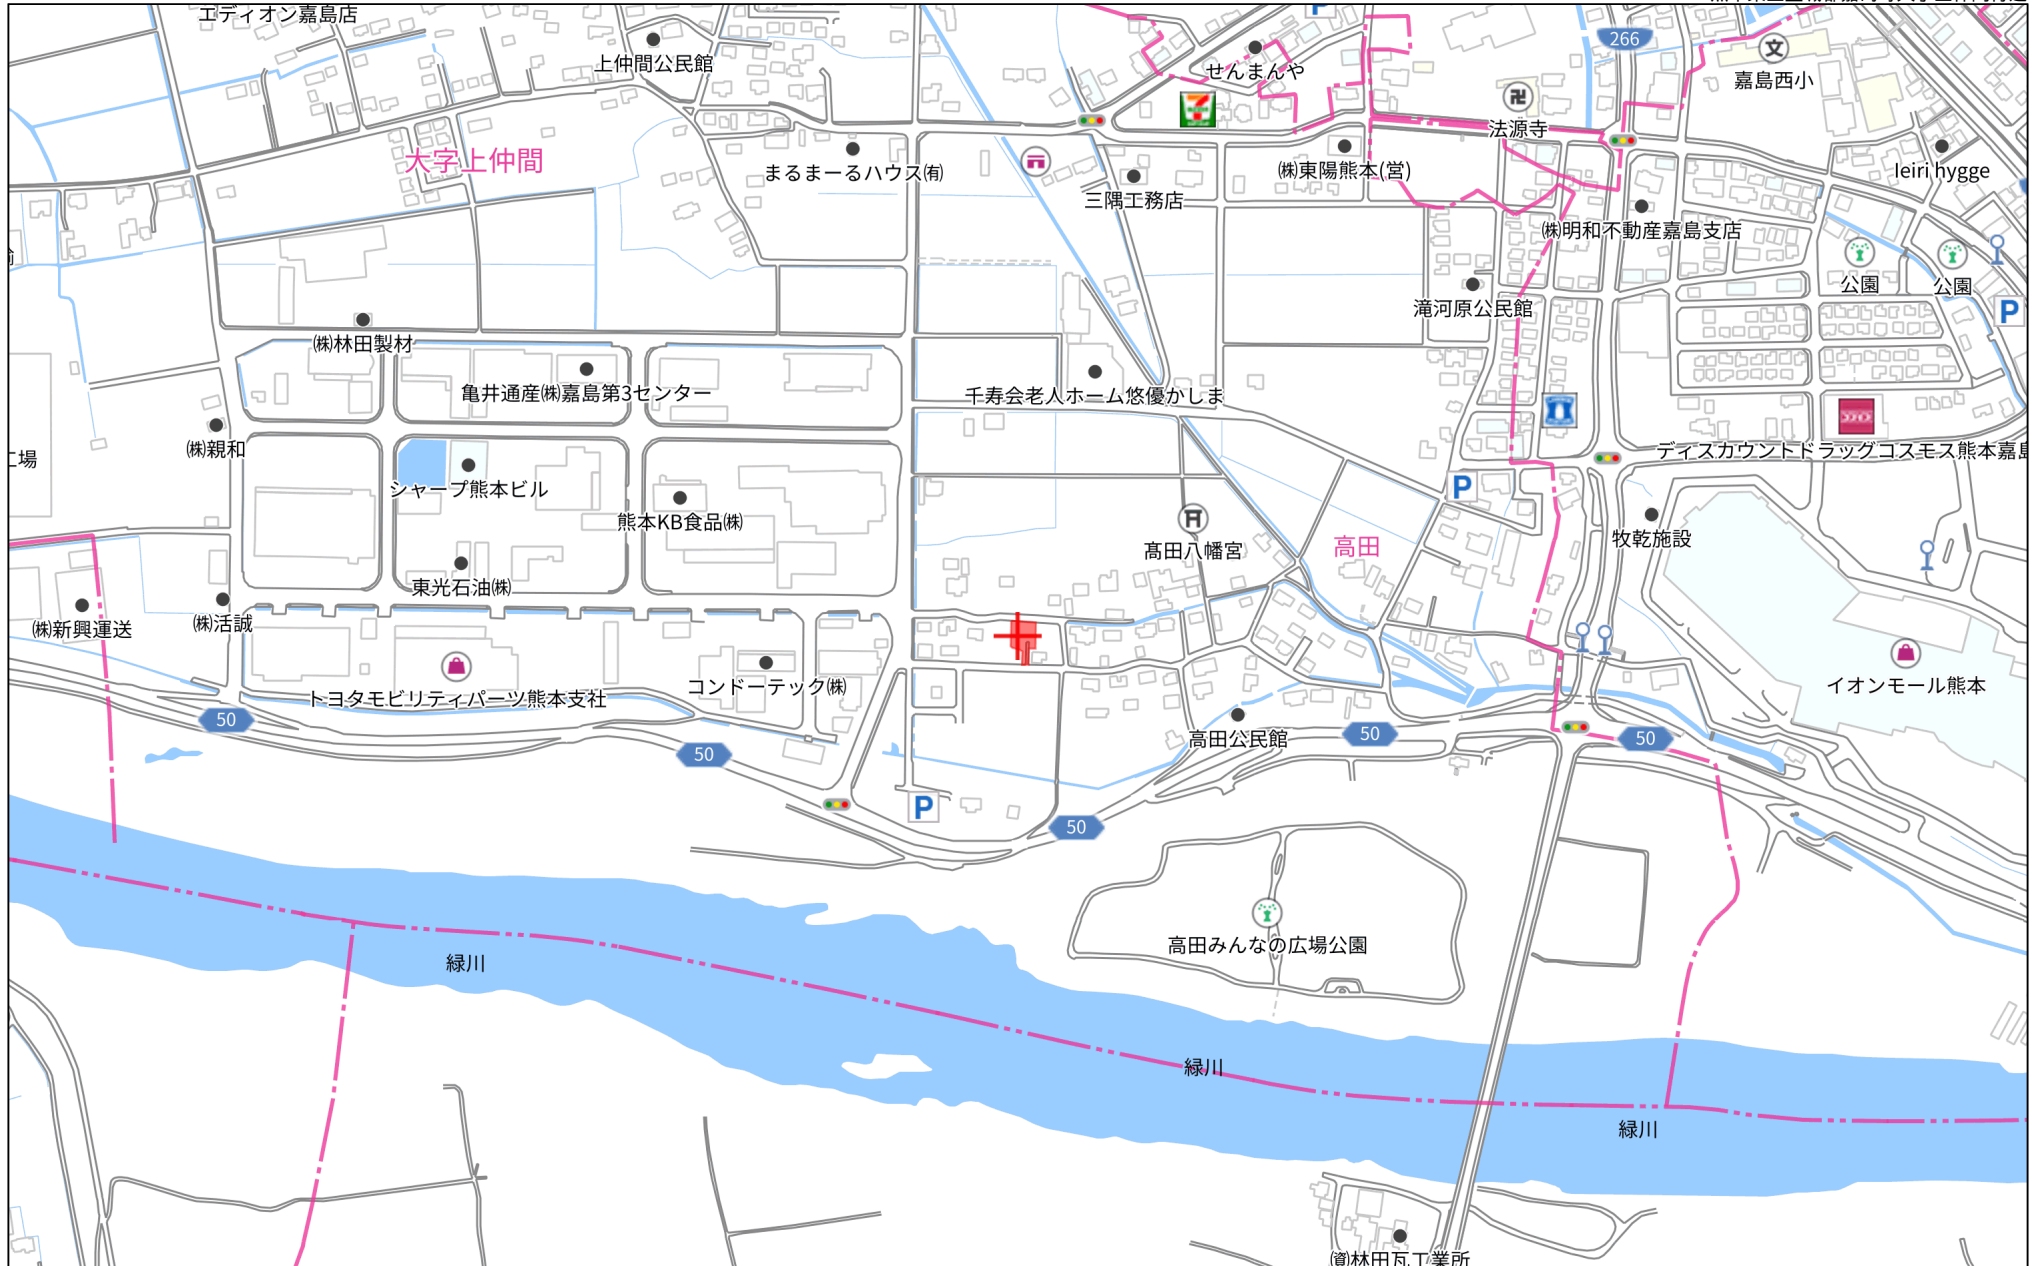 エディオン嘉島店
上仲間公民館
せんまんや
266
嘉島西小
P
法源寺
大字上仲間
まるまーるハウス㈲
三隅工務店
㈱東陽熊本(営)
Ieiri hygge
㈱明和不動産嘉島支店
公園
公園
P
滝河原公民館
㈱林田製材
亀井通産㈱嘉島第3センター
千寿会老人ホーム悠優かしま
㈱親和
工場
ディスカウントドラッグコスモス熊本嘉島
シャープ熊本ビル
P
熊本KB食品㈱
牧乾施設
髙田八幡宮
高田
東光石油㈱
㈱新興運送
㈱活誠
トヨタモビリティパーツ熊本支社
コンドーテック㈱
イオンモール熊本
50
50
高田公民館
50
50
P
50
高田みんなの広場公園
緑川
緑川
緑川
㈾林田瓦工業所